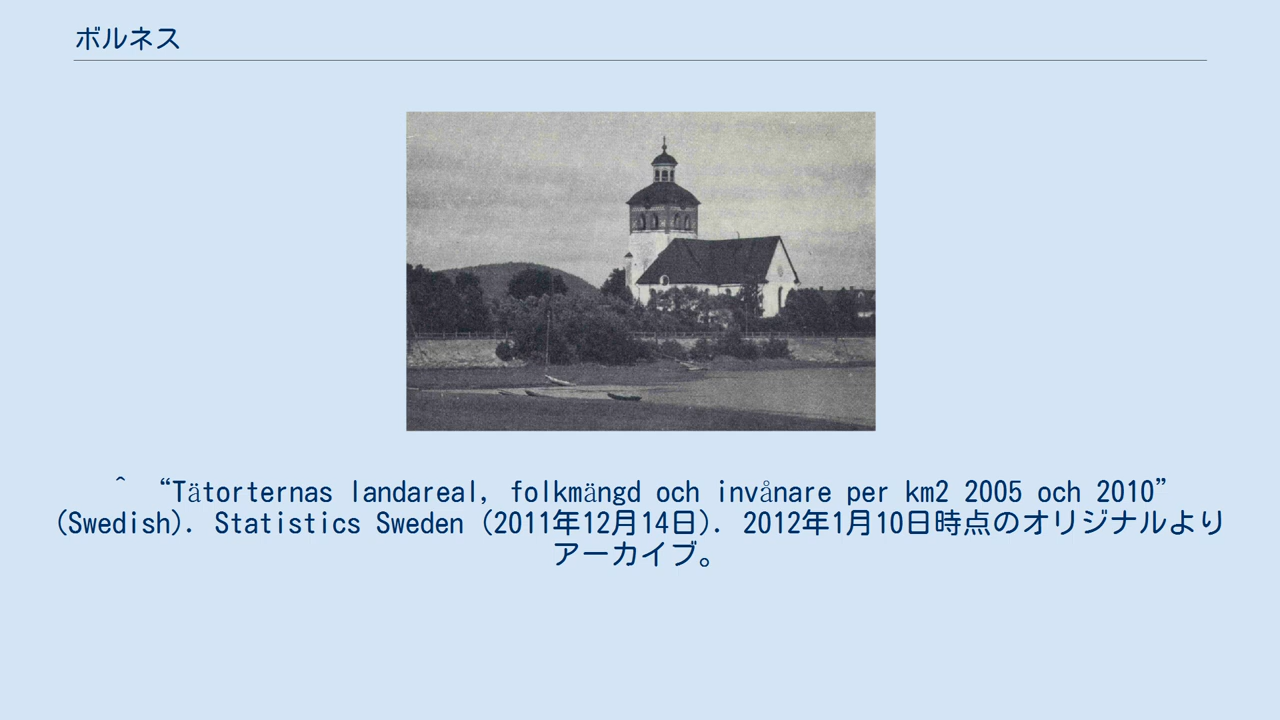 ボルネス
^ “Tätorternas landareal, folkmängd och invånare per km2 2005 och 2010”
(Swedish). Statistics Sweden (2011年12月14日). 2012年1月10日時点のオリジナルより
アーカイブ。